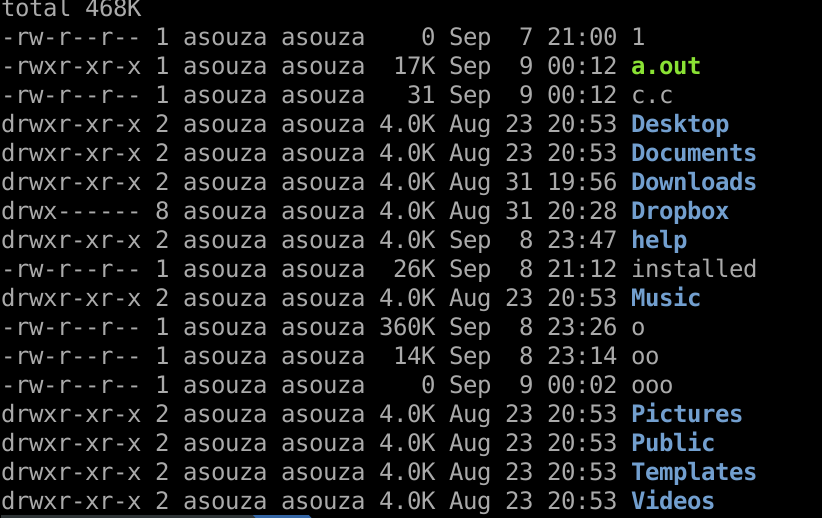 total 468K
-rw-r--r-- 1 asouza asouza    0 Sep  7 21:00 1
-rwxr-xr-x 1 asouza asouza  17K Sep  9 00:12 a.out
-rw-r--r-- 1 asouza asouza   31 Sep  9 00:12 c.c
drwxr-xr-x 2 asouza asouza 4.0K Aug 23 20:53 Desktop
drwxr-xr-x 2 asouza asouza 4.0K Aug 23 20:53 Documents
drwxr-xr-x 2 asouza asouza 4.0K Aug 31 19:56 Downloads
drwx------ 8 asouza asouza 4.0K Aug 31 20:28 Dropbox
drwxr-xr-x 2 asouza asouza 4.0K Sep  8 23:47 help
-rw-r--r-- 1 asouza asouza  26K Sep  8 21:12 installed
drwxr-xr-x 2 asouza asouza 4.0K Aug 23 20:53 Music
-rw-r--r-- 1 asouza asouza 360K Sep  8 23:26 o
-rw-r--r-- 1 asouza asouza  14K Sep  8 23:14 oo
-rw-r--r-- 1 asouza asouza    0 Sep  9 00:02 ooo
drwxr-xr-x 2 asouza asouza 4.0K Aug 23 20:53 Pictures
drwxr-xr-x 2 asouza asouza 4.0K Aug 23 20:53 Public
drwxr-xr-x 2 asouza asouza 4.0K Aug 23 20:53 Templates
drwxr-xr-x 2 asouza asouza 4.0K Aug 23 20:53 Videos